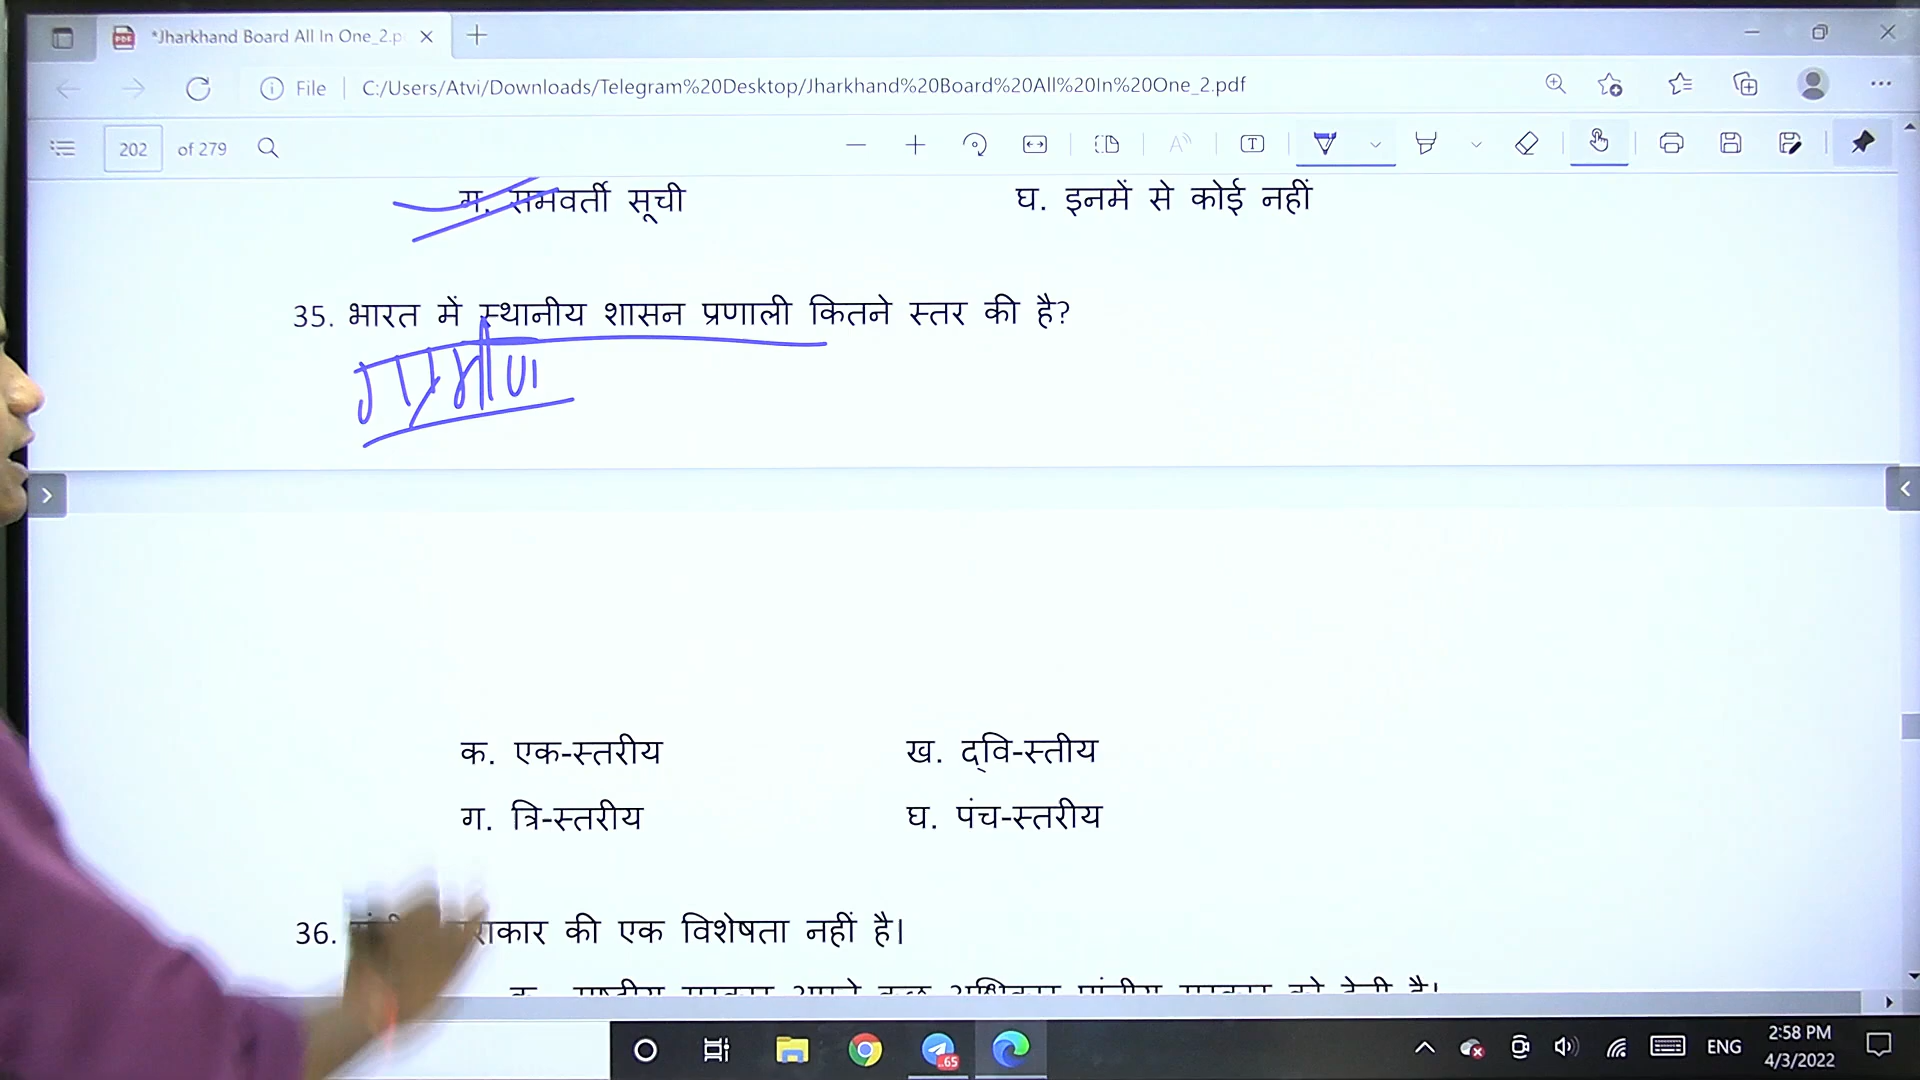 *Jharkhand Board All In One_2.p
File
C:/Users/Atvi/Downloads/Telegram%20Desktop/Jharkhand%20Board%20All%20In%20One_2.pdf
202 of 279
ग. समवर्ती सूची घ. इनमें से कोई नहीं
35. भारत में स्थानीय शासन प्रणाली कितने स्तर की है?
ग्रामीण
क. एक-स्तरीय ख. द्वि-स्तीय
ग. त्रि-स्तरीय घ. पंच-स्तरीय
36. की एक विशेषता नहीं है।
65
ENG
2:58 PM
4/3/2022